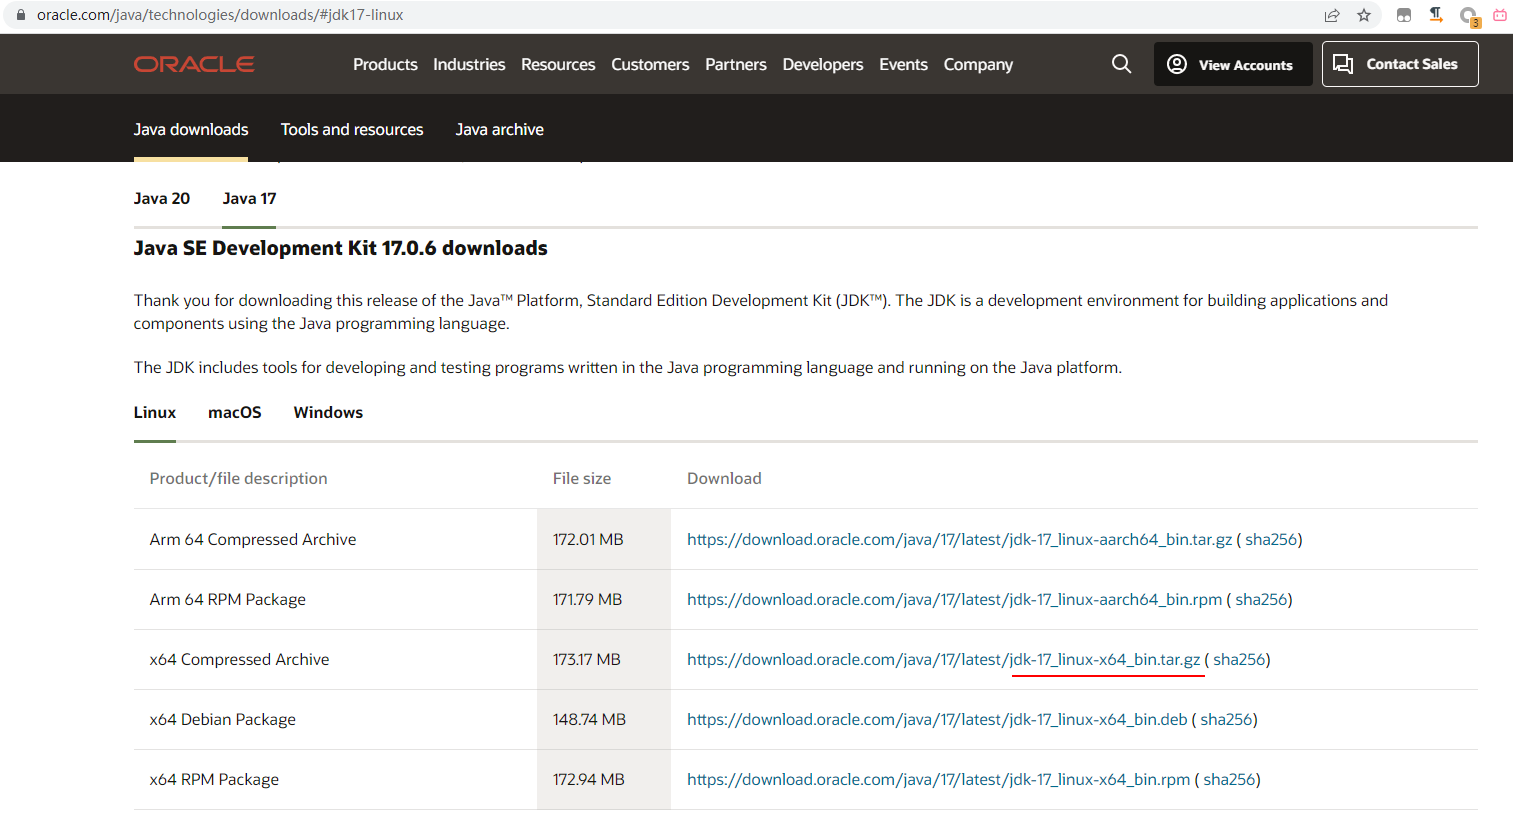 oracle.com/java/technologies/downloads/#jdk17-linux
3
ORACLE
Products Industries Resources Customers Partners Developers Events Company
View Accounts
Contact Sales
Java downloads Tools and resources Java archive
Java 20 Java 17
Java SE Development Kit 17.0.6 downloads
Thank you for downloading this release of the Java™ Platform, Standard Edition Development Kit (JDK™). The JDK is a development environment for building applications and
components using the Java programming language.
The JDK includes tools for developing and testing programs written in the Java programming language and running on the Java platform.
Linux macOS Windows
Product/file description File size Download
Arm 64 Compressed Archive 172.01 MB https://download.oracle.com/java/17/latest/jdk-17_linux-aarch64_bin.tar.gz ( sha256)
Arm 64 RPM Package 171.79 MB https://download.oracle.com/java/17/latest/jdk-17_linux-aarch64_bin.rpm ( sha256)
x64 Compressed Archive 173.17 MB https://download.oracle.com/java/17/latest/jdk-17_linux-x64_bin.tar.gz ( sha256)
x64 Debian Package 148.74 MB https://download.oracle.com/java/17/latest/jdk-17_linux-x64_bin.deb ( sha256)
x64 RPM Package 172.94 MB https://download.oracle.com/java/17/latest/jdk-17_linux-x64_bin.rpm ( sha256)